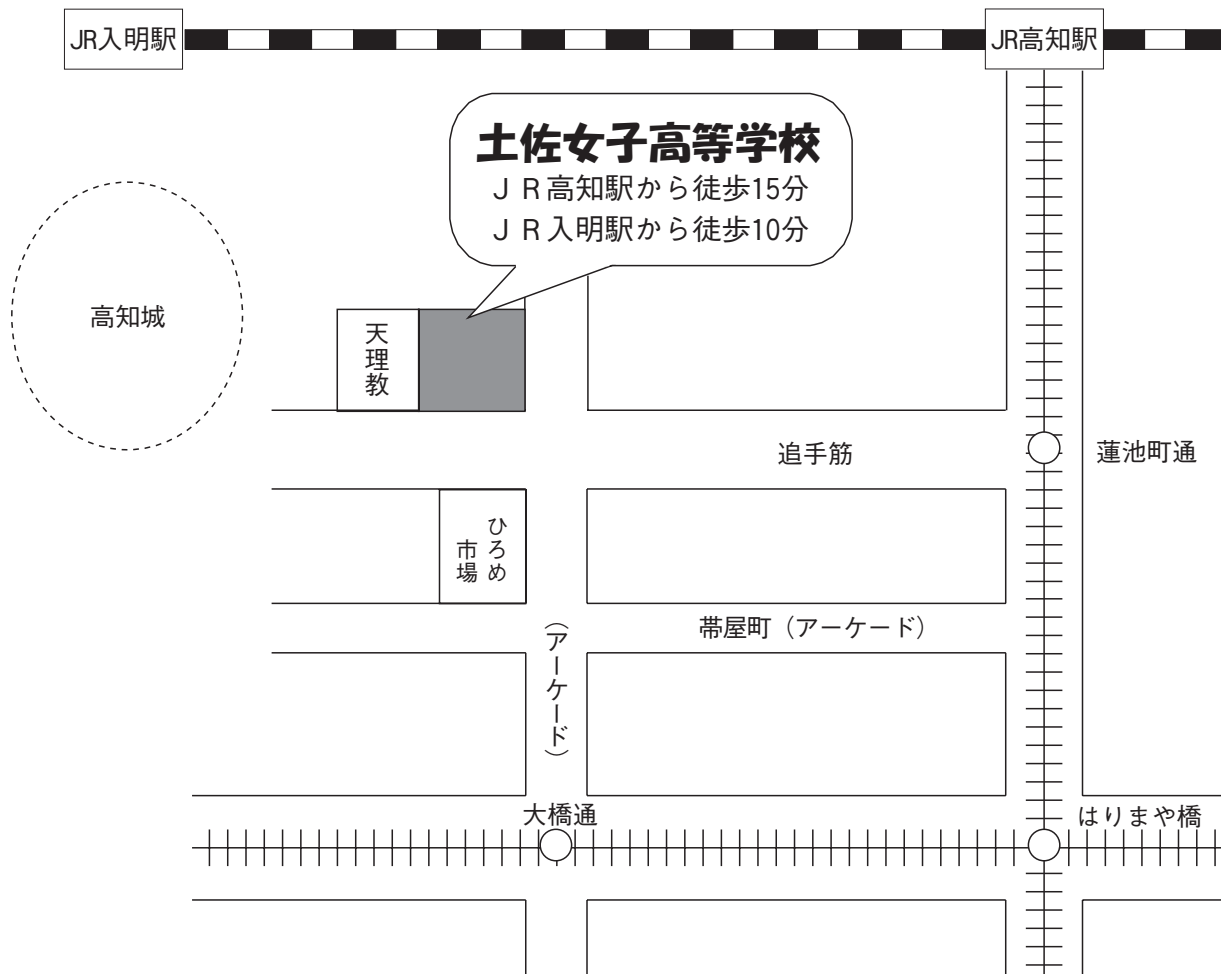 JR入明駅
JR高知駅
土佐女子高等学校
ＪＲ高知駅から徒歩15分
ＪＲ入明駅から徒歩10分
高知城
天理教
追手筋
蓮池町通
ひろめ
市場
帯屋町（アーケード）
（アーケード）
大橋通
はりまや橋